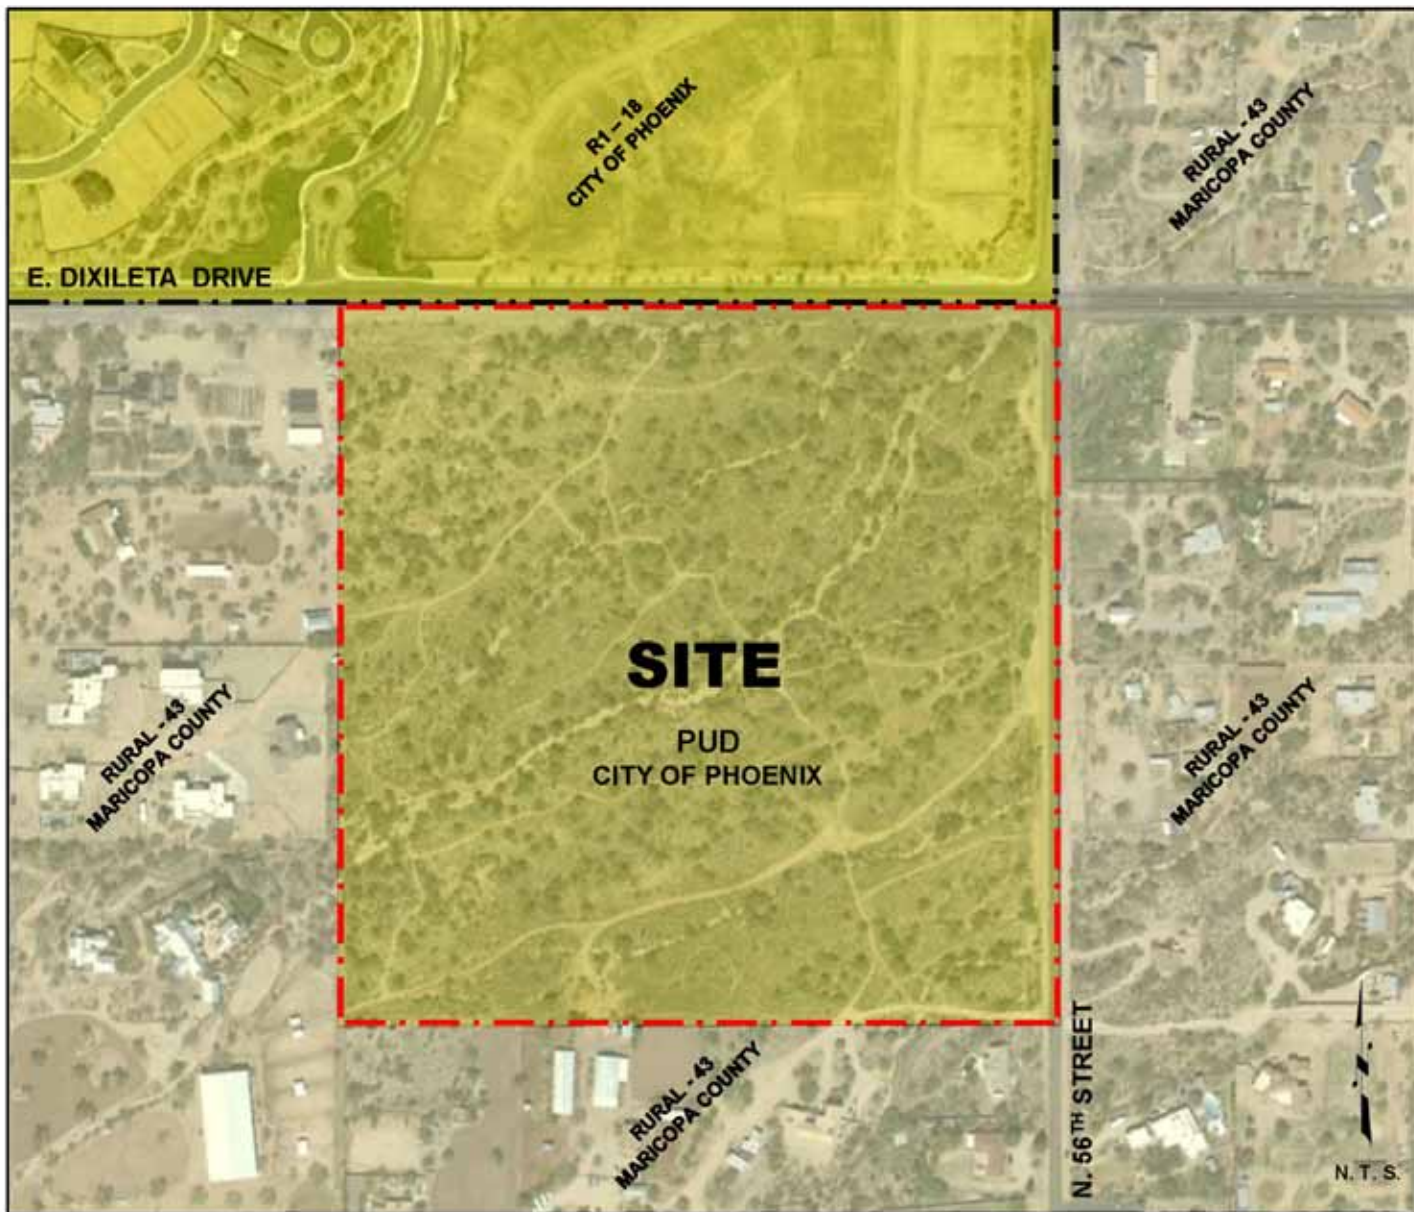 R1 – 18
CITY OF PHOENIX
RURAL - 43
MARICOPA COUNTY
E. DIXILETA DRIVE
SITE
PUD
CITY OF PHOENIX
RURAL - 43
MARICOPA COUNTY
RURAL - 43
MARICOPA COUNTY
RURAL - 43
MARICOPA COUNTY
N. 56TH STREET
N. T. S.